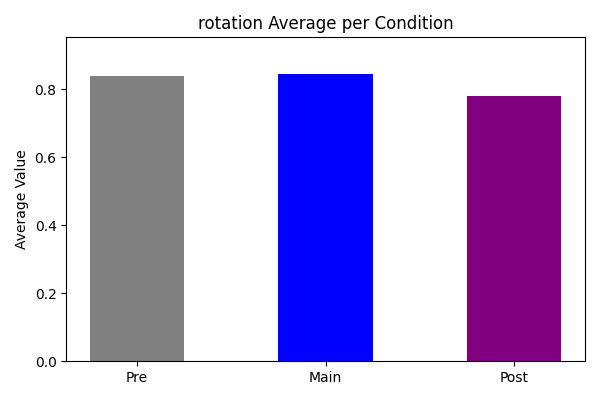 rotation Average per Condition
Average Value
0.8
0.6
0.4
0.2
0.0
Pre
Main
Post